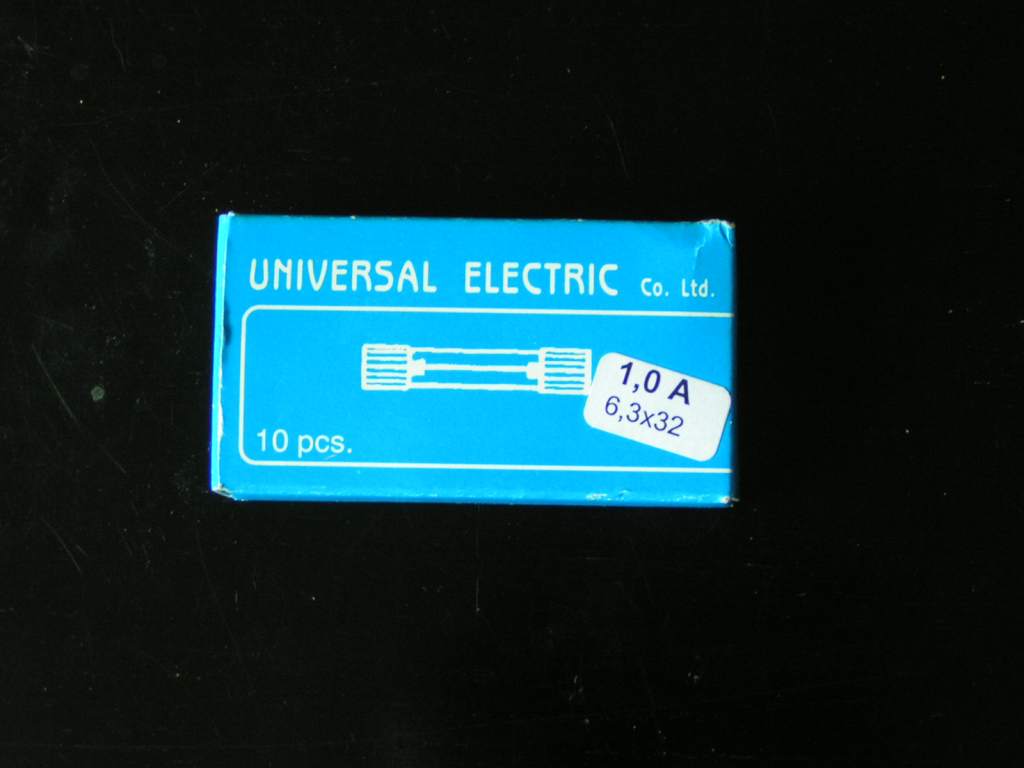 UNIVERSAL ELECTRIC Co. Ltd.
1,0 A
6,3x32
10 pcs.